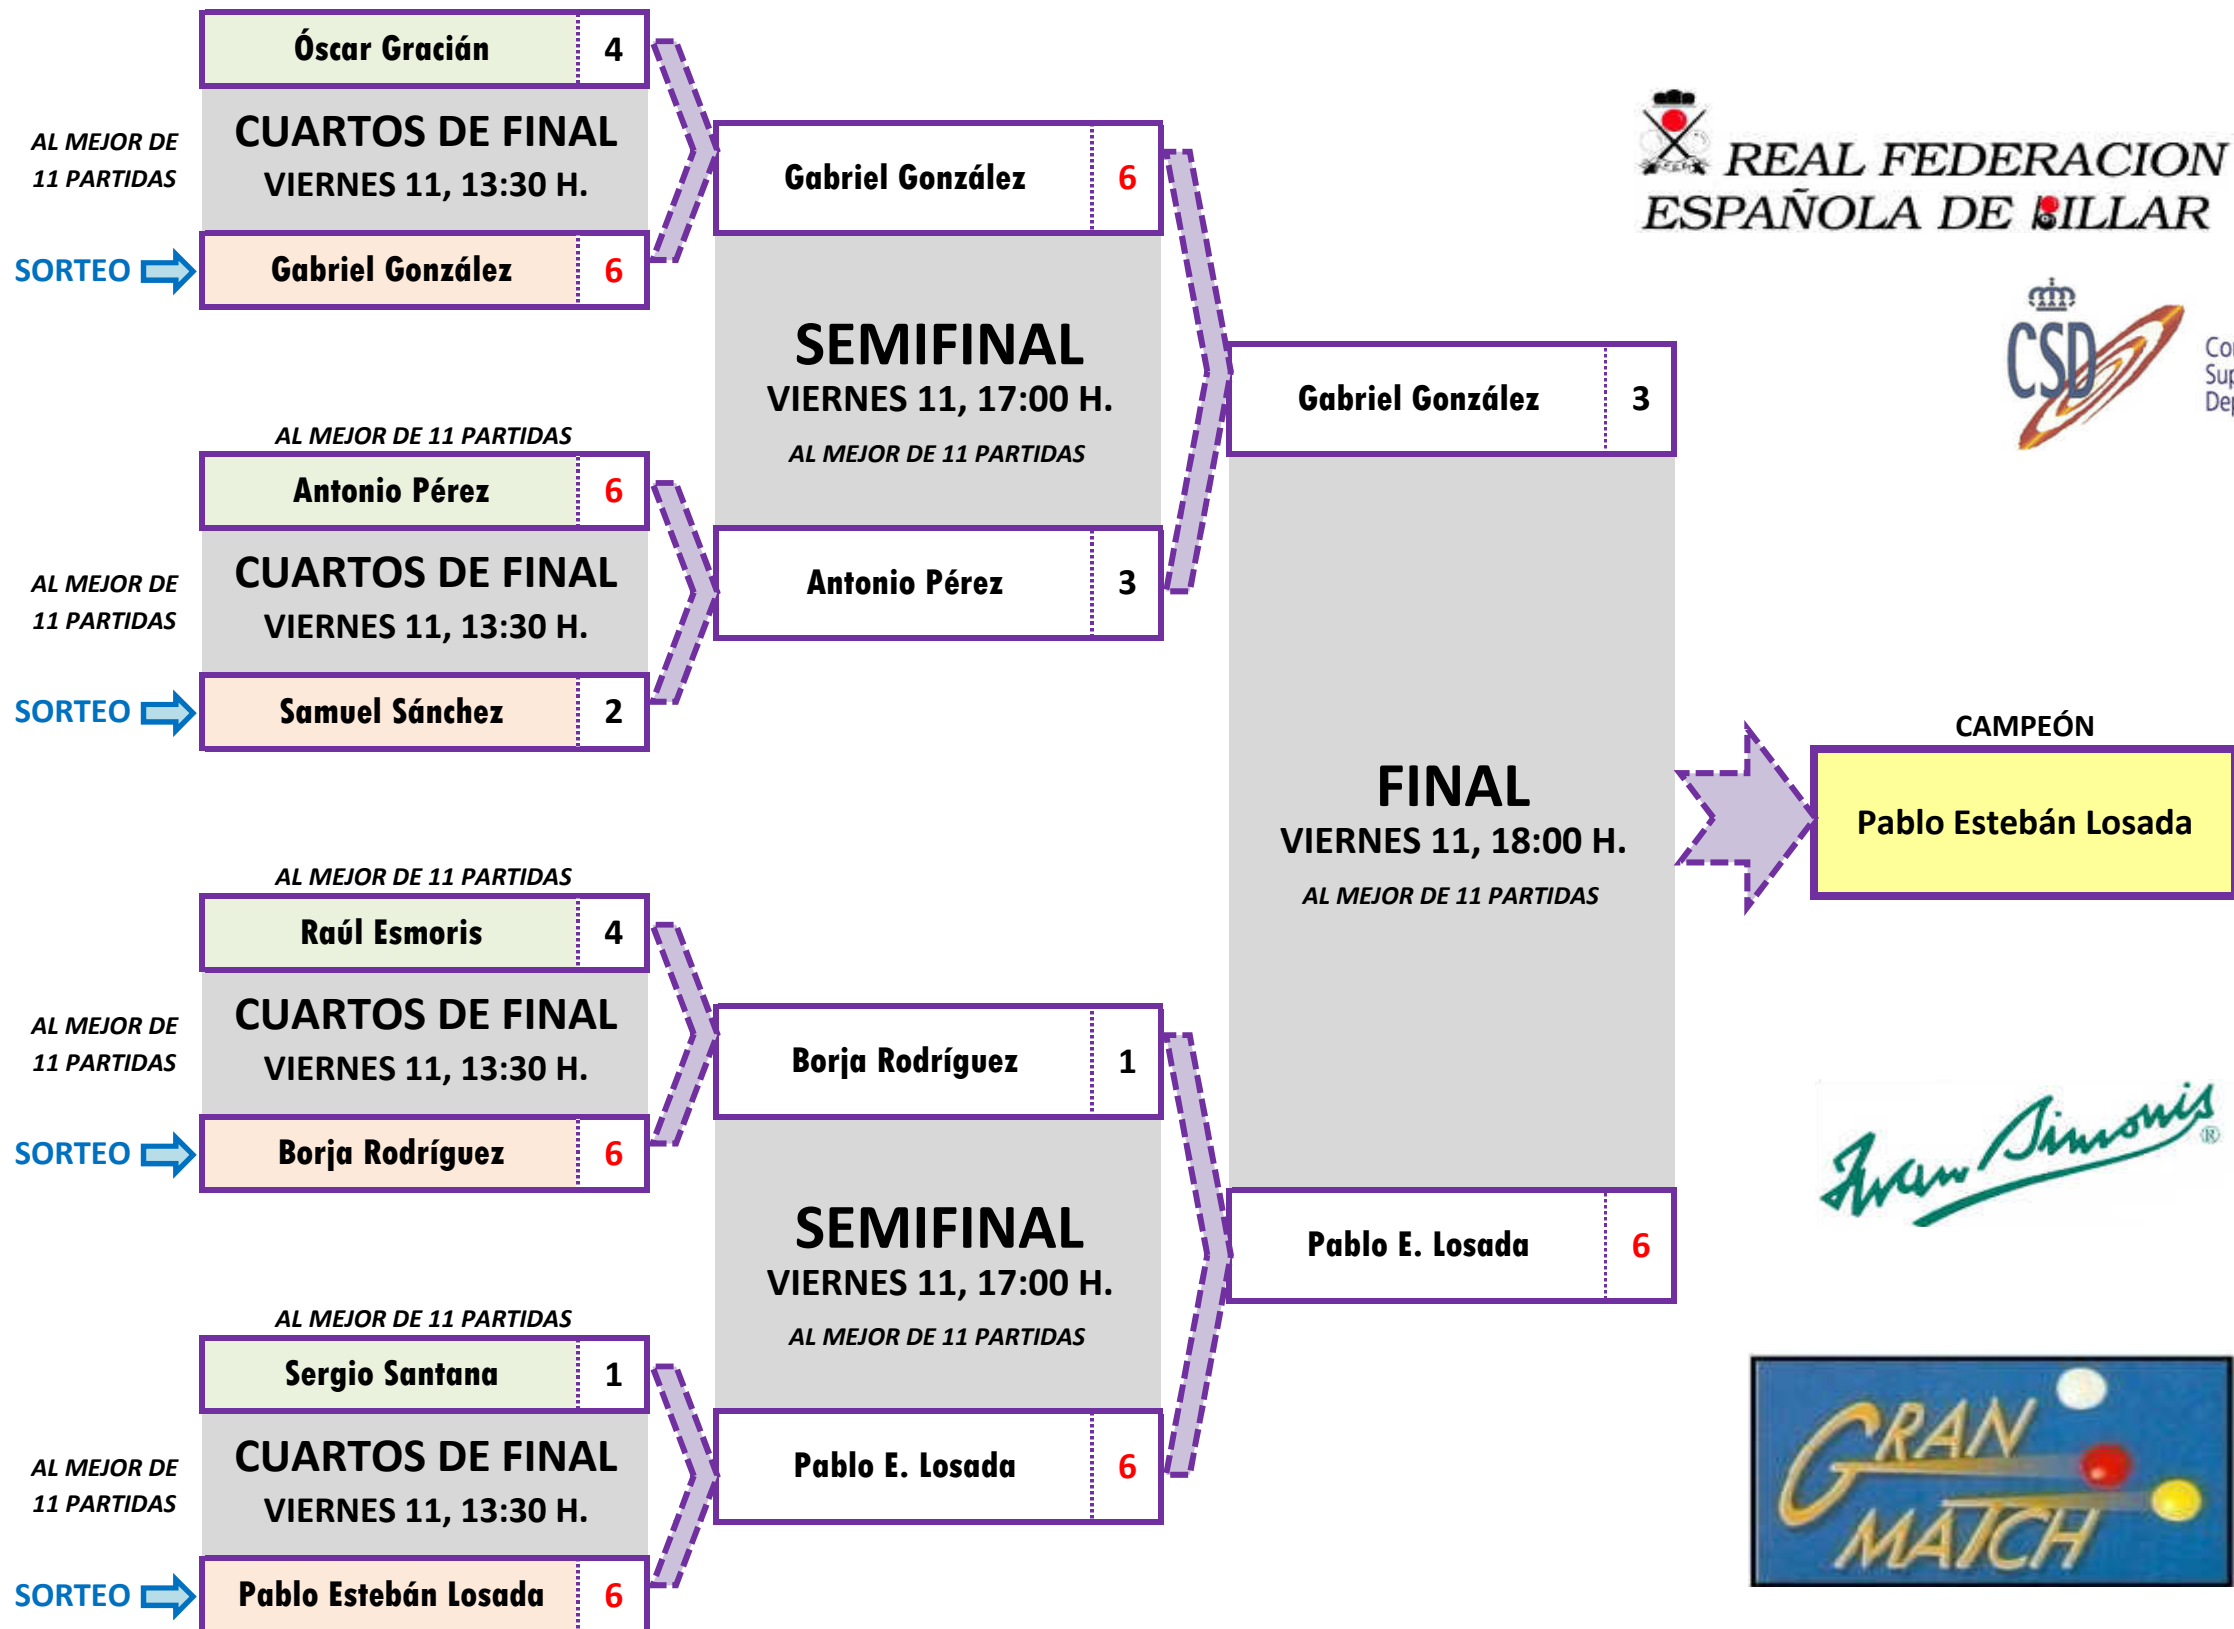 Óscar Gracián 4
AL MEJOR DE
11 PARTIDAS
CUARTOS DE FINAL
VIERNES 11, 13:30 H.
SORTEO
Gabriel González 6
AL MEJOR DE 11 PARTIDAS
Antonio Pérez 6
AL MEJOR DE
11 PARTIDAS
CUARTOS DE FINAL
VIERNES 11, 13:30 H.
SORTEO
Samuel Sánchez 2
AL MEJOR DE 11 PARTIDAS
Raúl Esmoris 4
AL MEJOR DE
11 PARTIDAS
CUARTOS DE FINAL
VIERNES 11, 13:30 H.
SORTEO
Borja Rodríguez 6
AL MEJOR DE 11 PARTIDAS
Sergio Santana 1
AL MEJOR DE
11 PARTIDAS
CUARTOS DE FINAL
VIERNES 11, 13:30 H.
SORTEO
Pablo Estebán Losada 6
Gabriel González 6
SEMIFINAL
VIERNES 11, 17:00 H.
AL MEJOR DE 11 PARTIDAS
Antonio Pérez 3
Borja Rodríguez 1
SEMIFINAL
VIERNES 11, 17:00 H.
AL MEJOR DE 11 PARTIDAS
Pablo E. Losada 6
Gabriel González 3
FINAL
VIERNES 11, 18:00 H.
AL MEJOR DE 11 PARTIDAS
Pablo E. Losada 6
CAMPEÓN
Pablo Estebán Losada
REAL FEDERACION
ESPAÑOLA DE BILLAR
CSD
Iwan Simonis ®
GRAN
MATCH